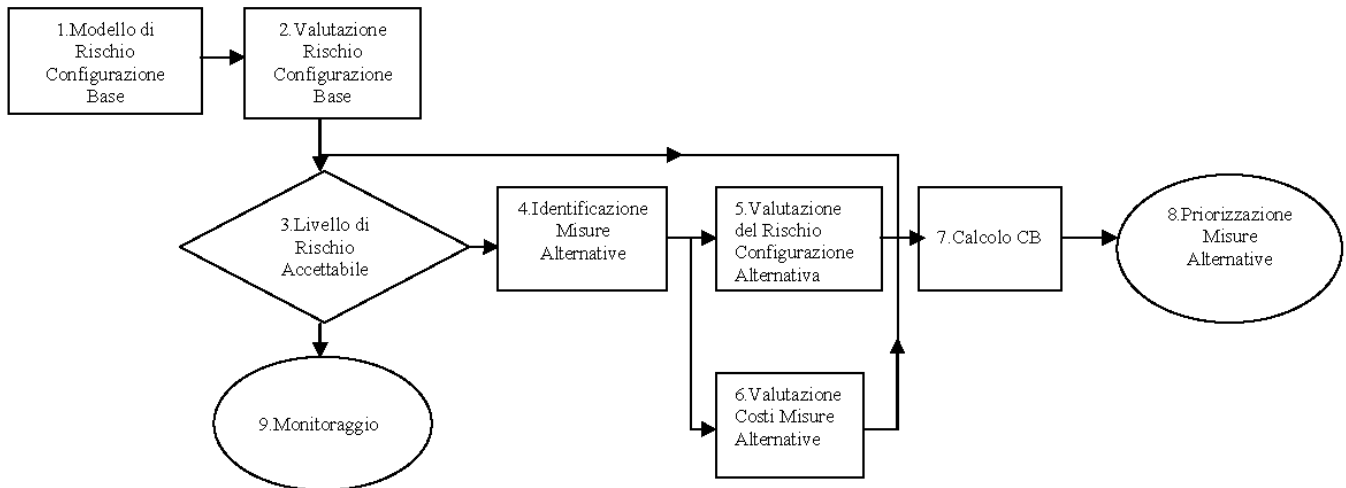 1.Modello di
Rischio
Configurazione
Base
2.Valutazione
Rischio
Configurazione
Base
3.Livello di
Rischio
Accettabile
4.Identificazione
Misure
Alternative
5.Valutazione
del Rischio
Configurazione
Alternativa
6.Valutazione
Costi Misure
Alternative
7.Calcolo CB
8.Priorizzazione
Misure
Alternative
9.Monitoraggio